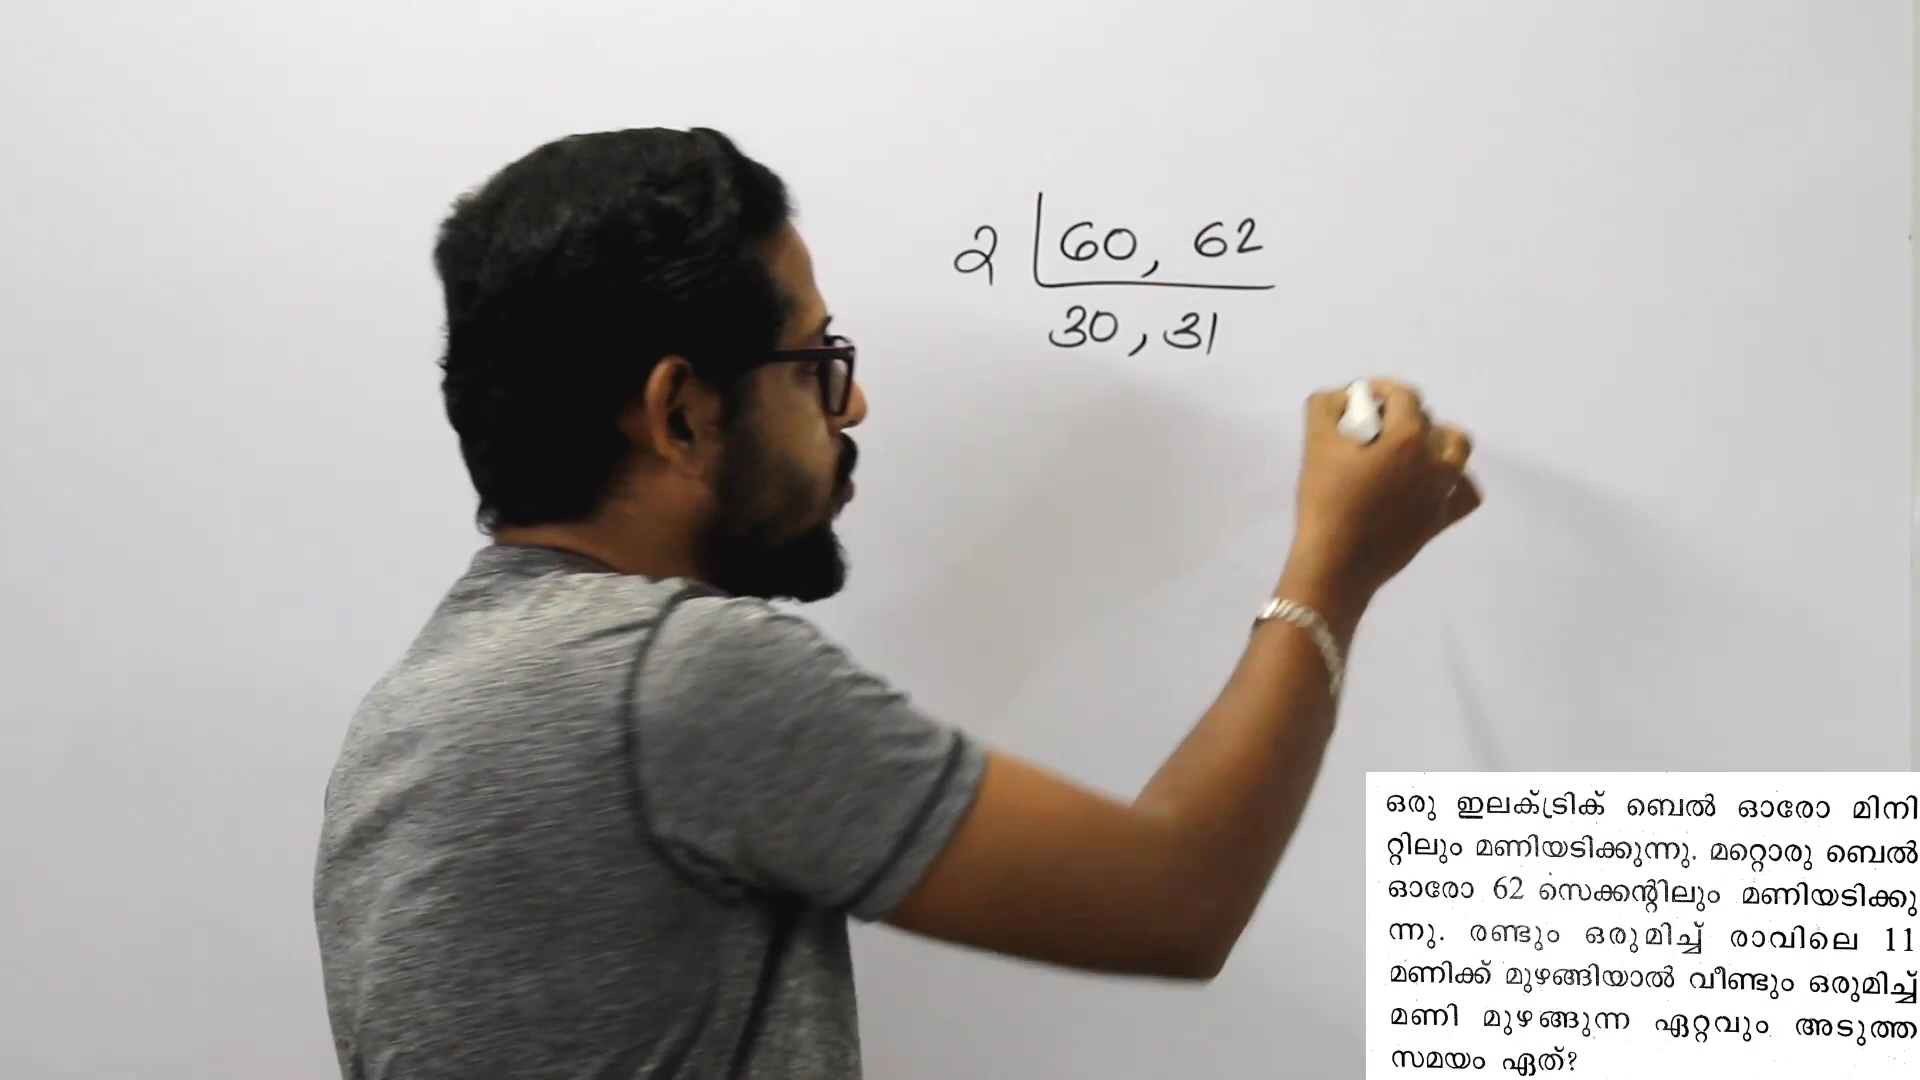 2 | 60, 62
30, 31
ഒരു ഇലക്ട്രിക് ബെൽ ഓരോ മിനി
റ്റിലും മണിയടിക്കുന്നു. മറ്റൊരു ബെൽ
ഓരോ 62 സെക്കന്റിലും മണിയടിക്കു
ന്നു. രണ്ടും ഒരുമിച്ച് രാവിലെ 11
മണിക്ക് മുഴങ്ങിയാൽ വീണ്ടും ഒരുമിച്ച്
മണി മുഴങ്ങുന്ന ഏറ്റവും അടുത്ത
സമയം ഏത്?